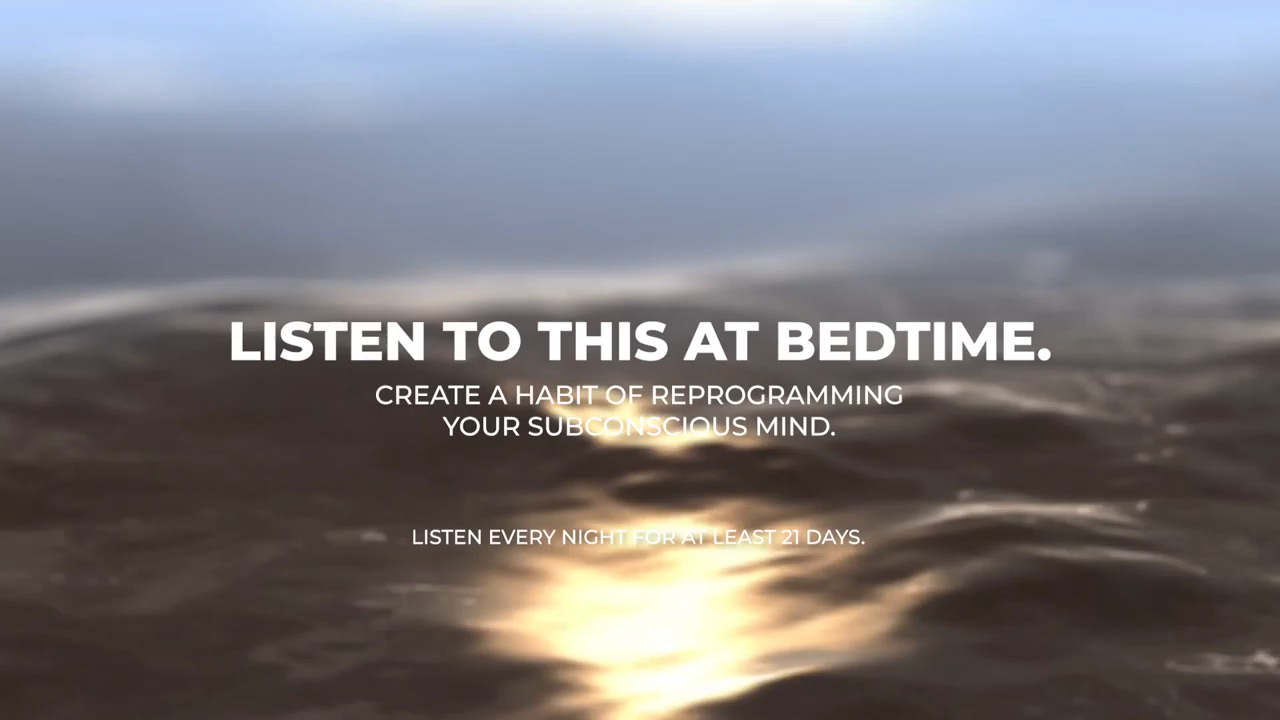 LISTEN TO THIS AT BEDTIME.
CREATE A HABIT OF REPROGRAMMING
YOUR SUBCONSCIOUS MIND.
LISTEN EVERY NIGHT FOR AT LEAST 21 DAYS.